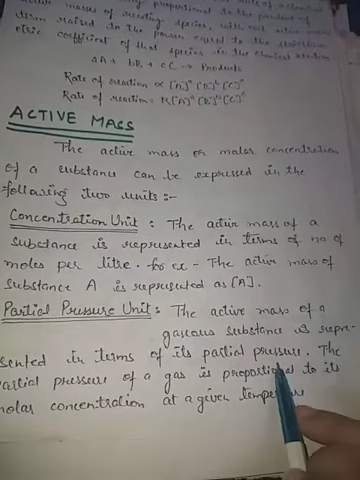 active masses of reacting species, with each active mass
term raised to the power equal to the stoichiom
etric coefficient of that species in the chemical reaction
aA + bB + cC → Products
Rate of reaction ∝ [A]ᵃ [B]ᵇ [C]ᶜ
Rate of reaction = K[A]ᵃ [B]ᵇ [C]ᶜ
ACTIVE MASS
The active mass or molar concentration
of a substance can be expressed in the
following two units :-
Concentration Unit : The active mass of a
substance is represented in terms of no of
moles per litre. for ex - The active mass of
substance A is represented as [A].
Partial Pressure Unit : The active mass of a
gaseous substance is repre-
sented in terms of its partial pressure. The
partial pressure of a gas is proportional to its
molar concentration at a given temperature